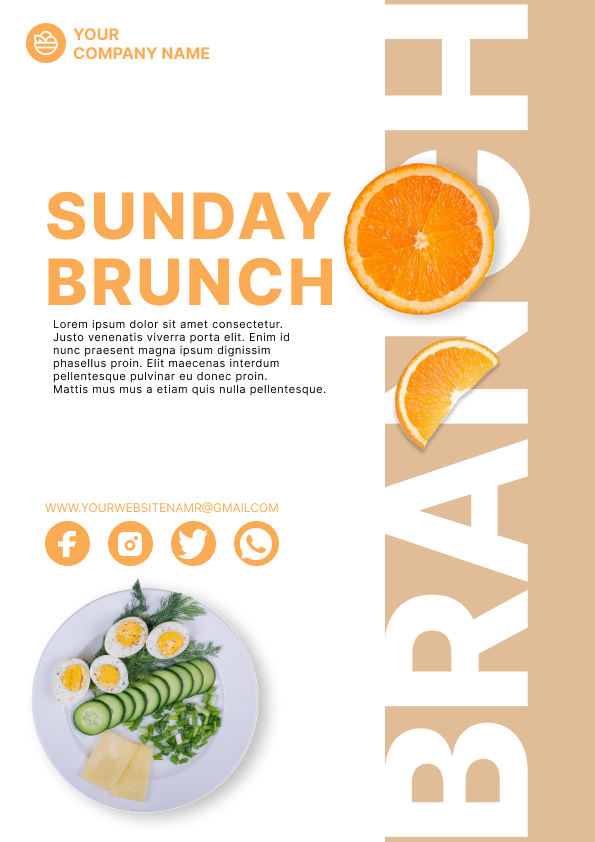 YOUR
COMPANY NAME
SUNDAY
BRUNCH
Lorem ipsum dolor sit amet consectetur.
Justo venenatis viverra porta elit. Enim id
nunc praesent magna ipsum dignissim
phasellus proin. Elit maecenas interdum
pellentesque pulvinar eu donec proin.
Mattis mus mus a etiam quis nulla pellentesque.
WWW.YOURWEBSITENAMR@GMAILCOM
BRANCH